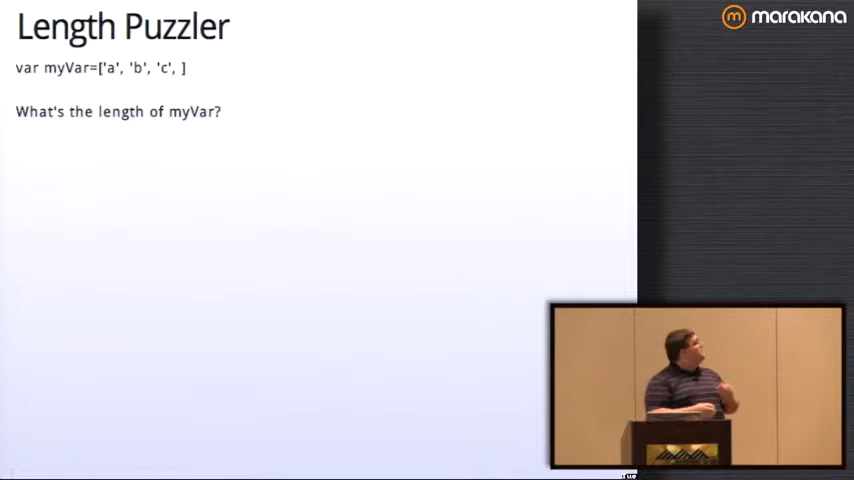 Length Puzzler
marakana
var myVar=['a', 'b', 'c', ]
What's the length of myVar?